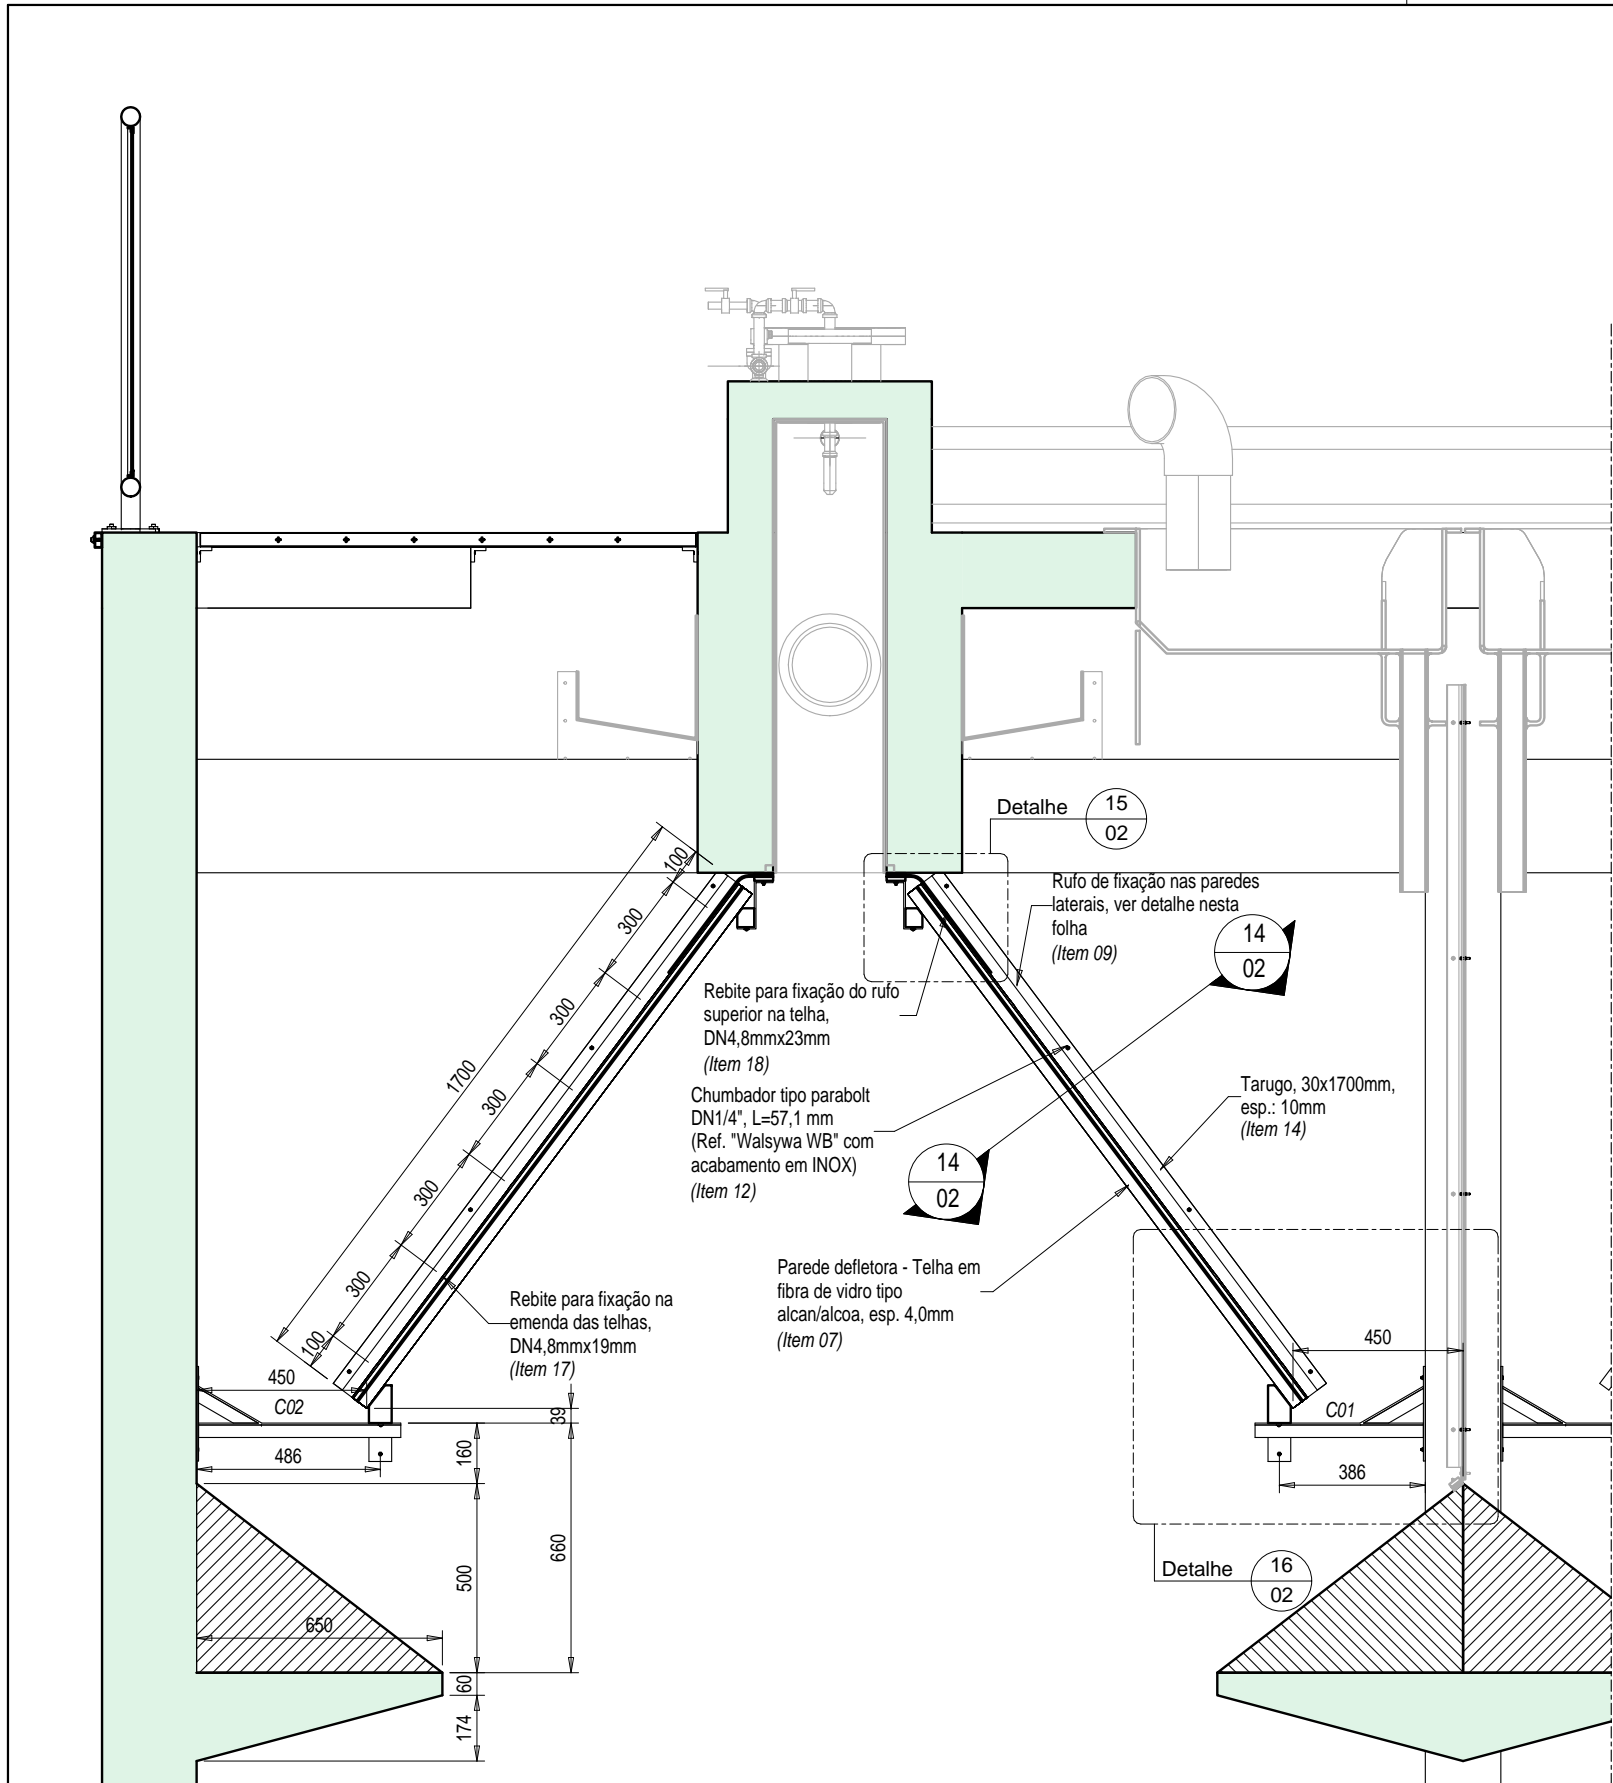 Detalhe
15
02
Rufo de fixação nas paredes
laterais, ver detalhe nesta
folha
(Item 09)
14
02
100
300
300
300
300
300
100
1700
Rebite para fixação do rufo
superior na telha,
DN4,8mmx23mm
(Item 18)
Chumbador tipo parabolt
DN1/4", L=57,1 mm
(Ref. "Walsywa WB" com
acabamento em INOX)
(Item 12)
Tarugo, 30x1700mm,
esp.: 10mm
(Item 14)
14
02
Parede defletora - Telha em
fibra de vidro tipo
alcan/alcoa, esp. 4,0mm
(Item 07)
Rebite para fixação na
emenda das telhas,
DN4,8mmx19mm
(Item 17)
450
C02
39
486
160
660
500
650
60
174
450
C01
386
Detalhe
16
02